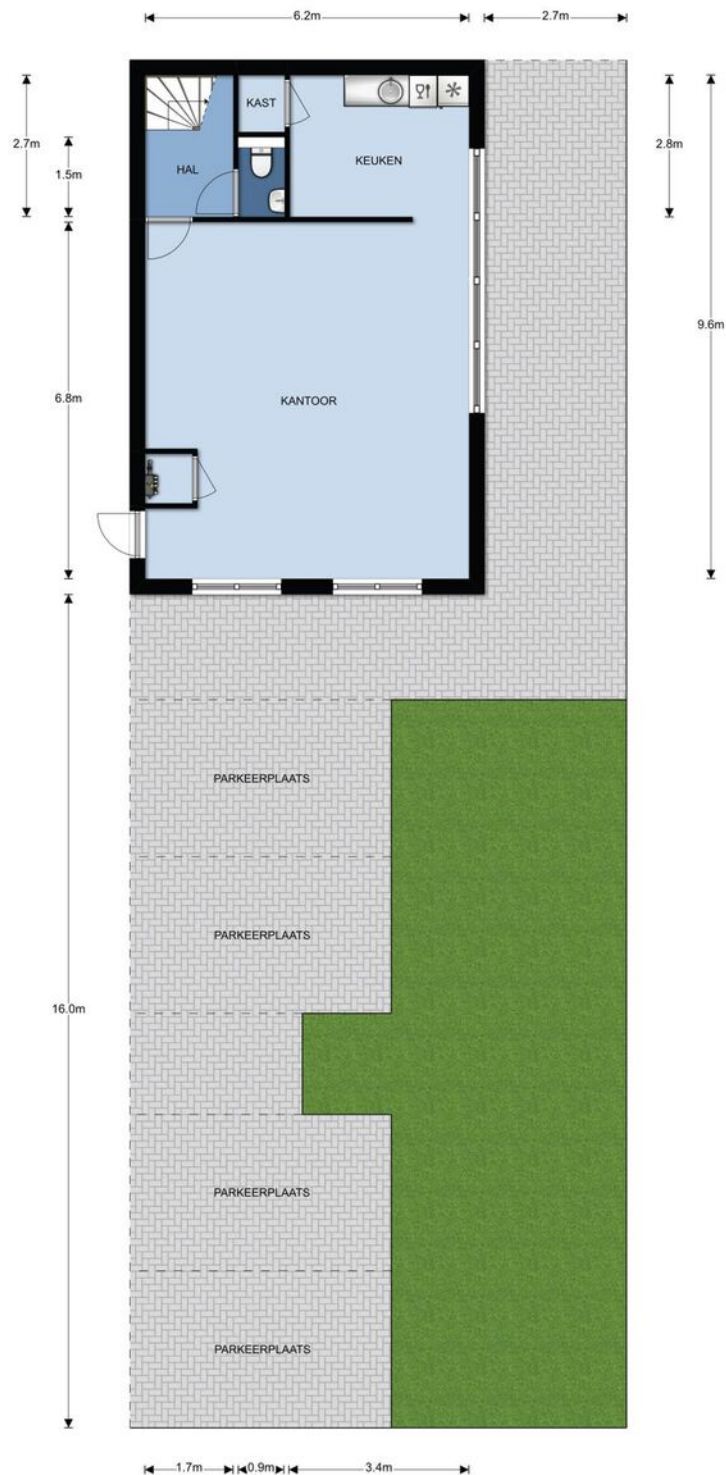 6.2m
2.7m
2.7m
1.5m
KAST
HAL
KEUKEN
2.8m
9.6m
6.8m
KANTOOR
PARKEERPLAATS
PARKEERPLAATS
16.0m
PARKEERPLAATS
PARKEERPLAATS
1.7m
0.9m
3.4m